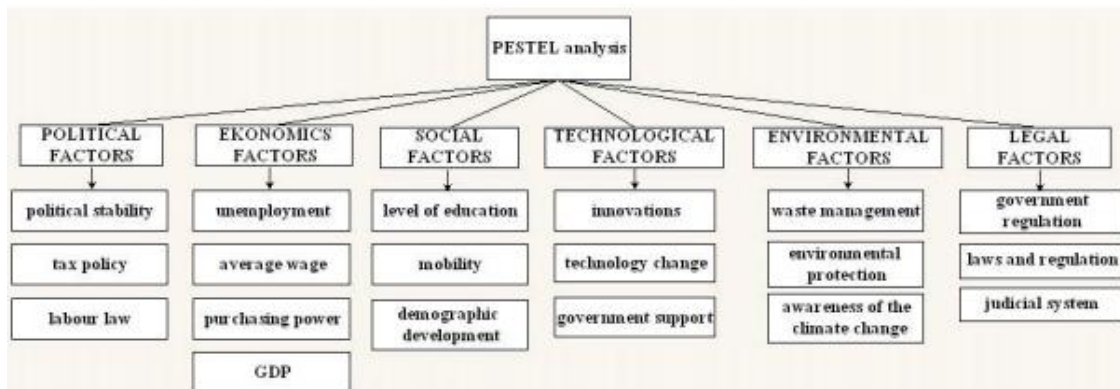 PESTEL analysis
POLITICAL
FACTORS
EKONOMICS
FACTORS
SOCIAL
FACTORS
TECHNOLOGICAL
FACTORS
ENVIRONMENTAL
FACTORS
LEGAL
FACTORS
political stability
tax policy
labour law
unemployment
average wage
purchasing power
GDP
level of education
mobility
demographic
development
innovations
technology change
government support
waste management
environmental
protection
awareness of the
climate change
government
regulation
laws and regulation
judicial system